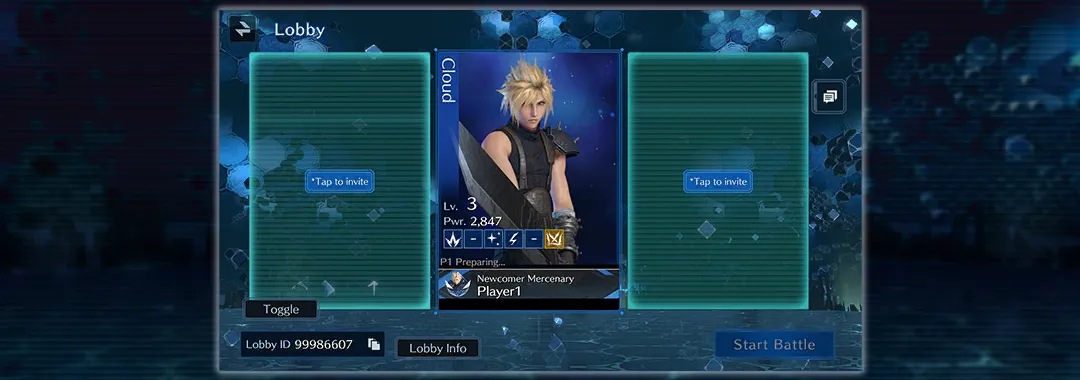 Lobby
*Tap to invite
Cloud
Lv. 3
Pwr. 2,847
P1 Preparing...
Newcomer Mercenary
Player1
*Tap to invite
Toggle
Lobby ID 99986607
Lobby Info
Start Battle